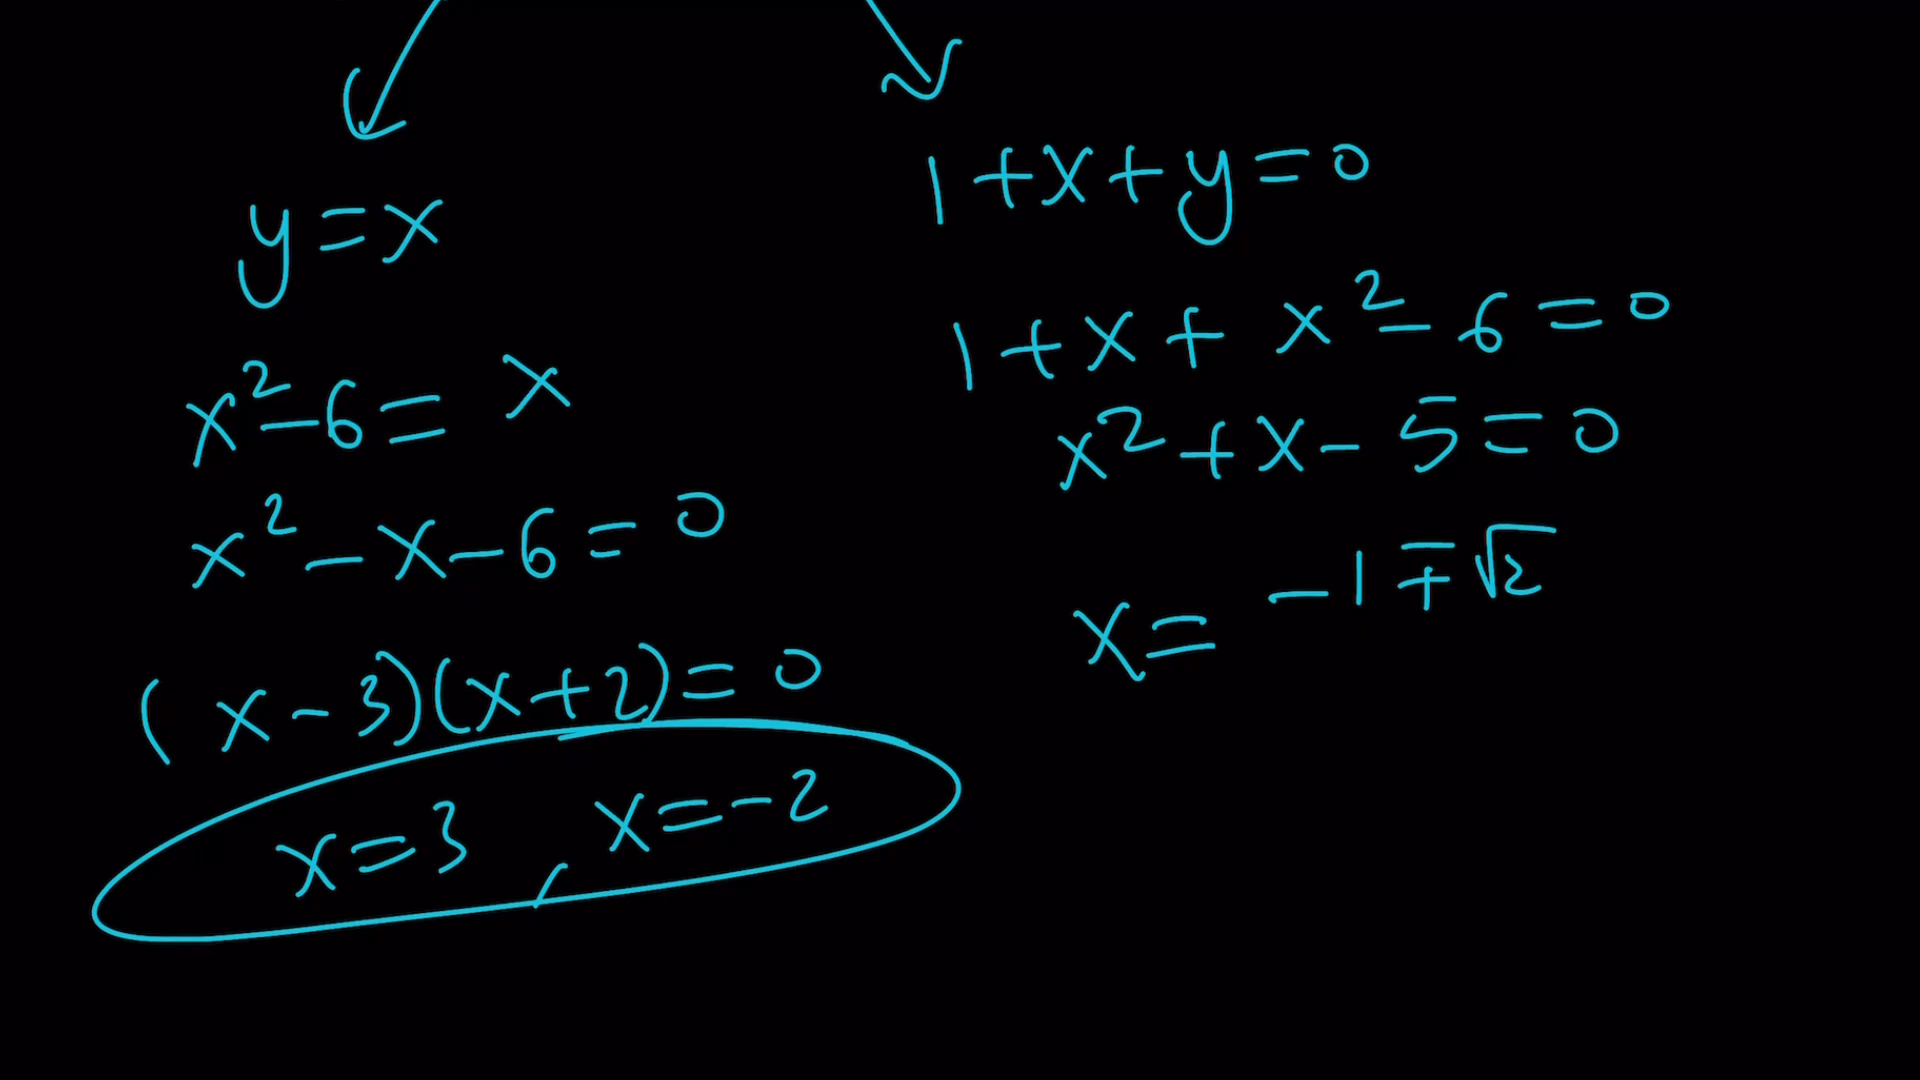 y=x
x²-6=x
x²-x-6=0
(x-3)(x+2)=0
x=3, x=-2
1+x+y=0
1+x+x²-6=0
x²+x-5=0
x=-1∓√2